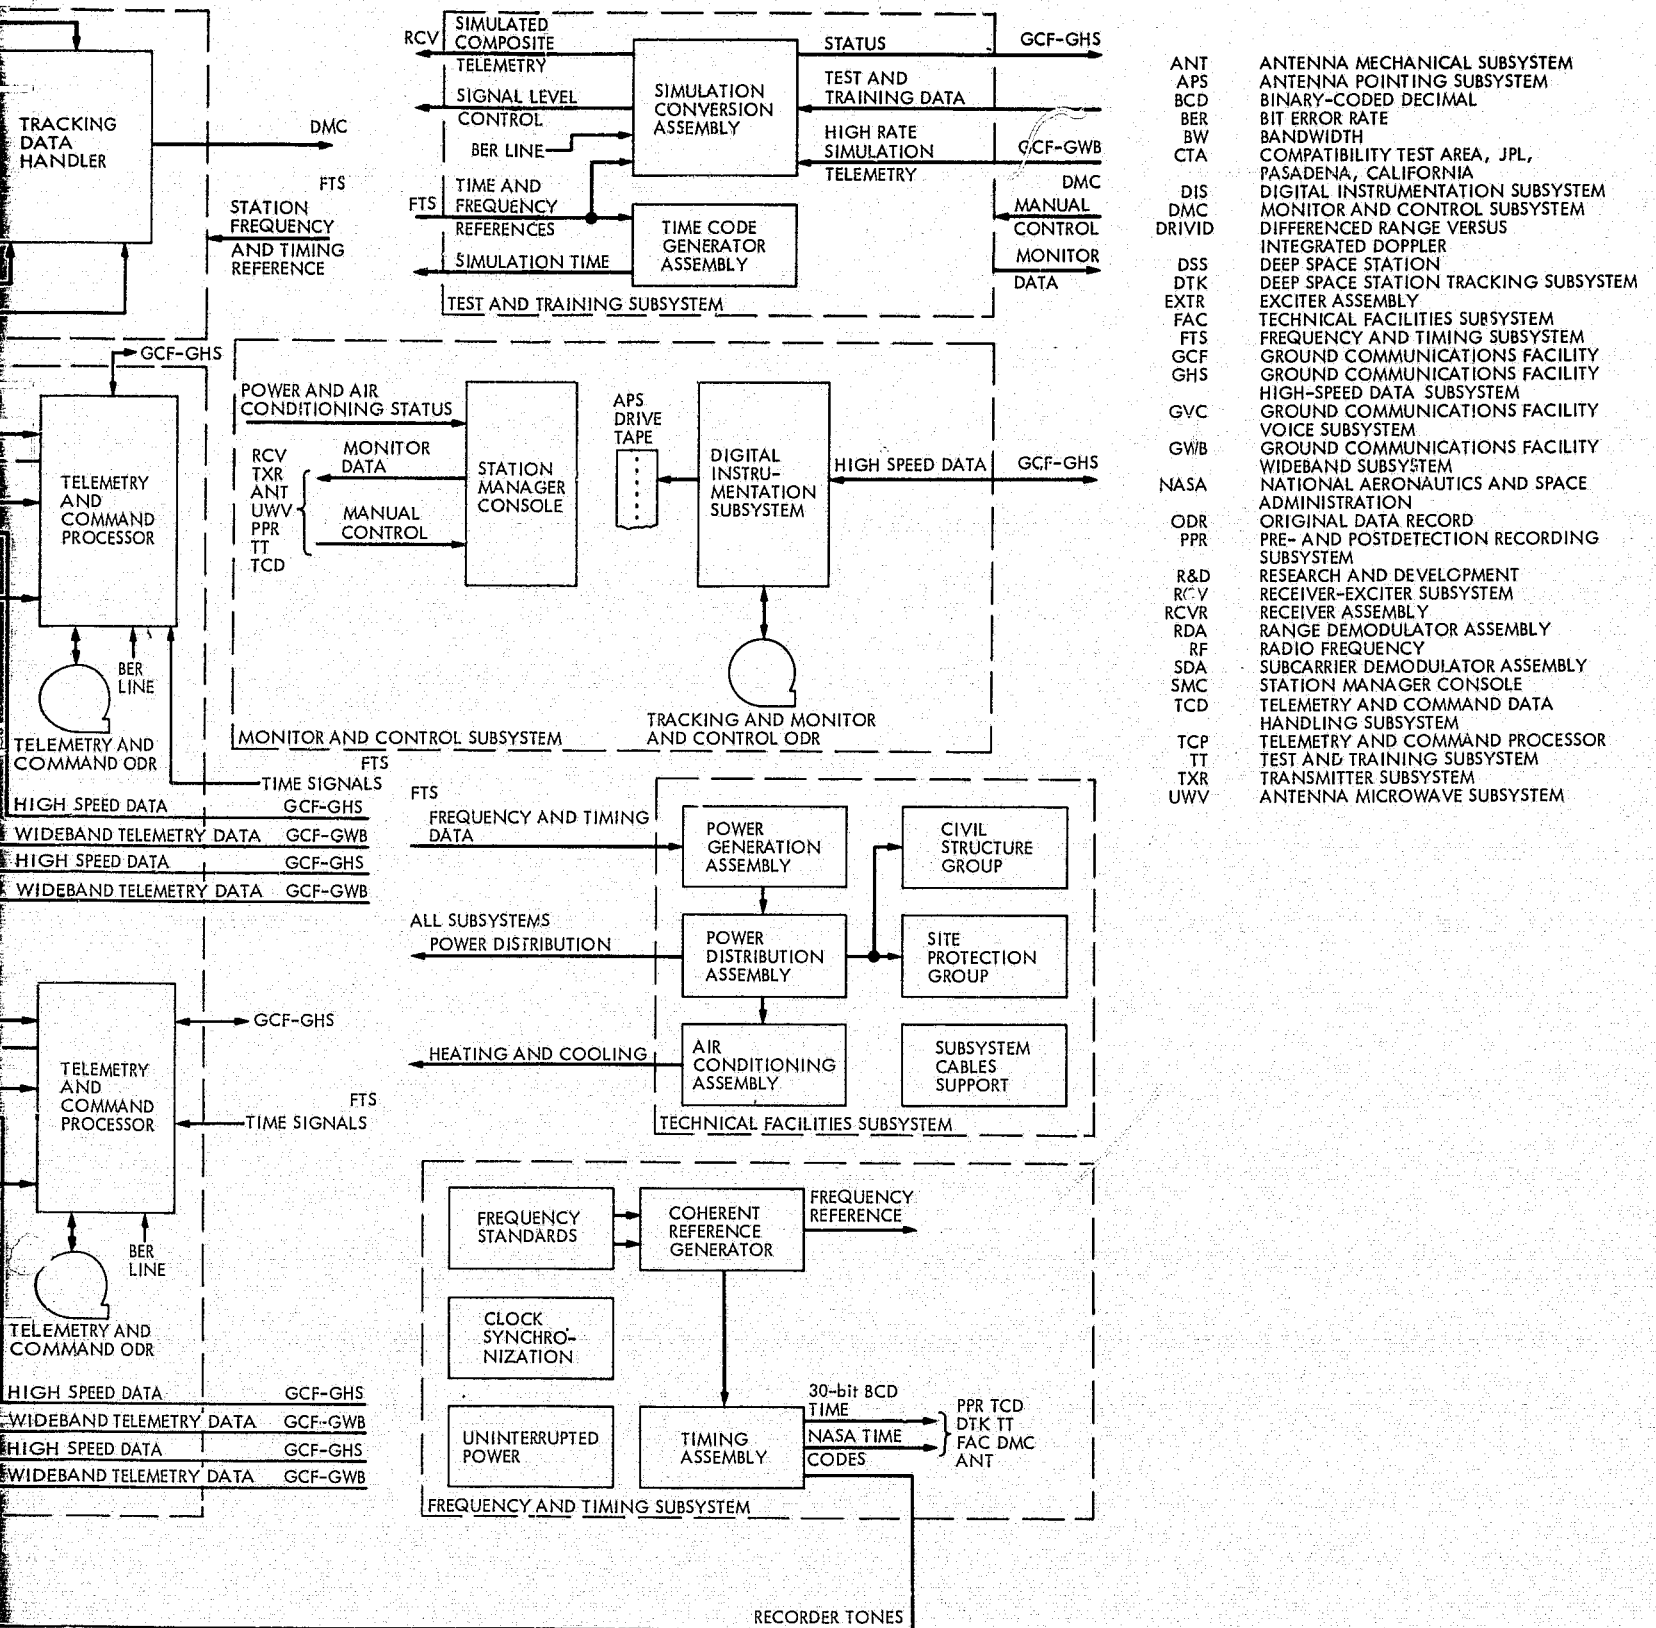 TRACKING
DATA
HANDLER
DMC
FTS
STATION
FREQUENCY
AND TIMING
REFERENCE
RCV
SIMULATED
COMPOSITE
TELEMETRY
SIGNAL LEVEL
CONTROL
BER LINE
FTS
TIME AND
FREQUENCY
REFERENCES
SIMULATION TIME
SIMULATION
CONVERSION
ASSEMBLY
TIME CODE
GENERATOR
ASSEMBLY
STATUS
GCF-GHS
TEST AND
TRAINING DATA
HIGH RATE
SIMULATION
TELEMETRY
GCF-GWB
DMC
MANUAL
CONTROL
MONITOR
DATA
TEST AND TRAINING SUBSYSTEM
GCF-GHS
TELEMETRY
AND
COMMAND
PROCESSOR
BER
LINE
TELEMETRY AND
COMMAND ODR
FTS
TIME SIGNALS
HIGH SPEED DATA GCF-GHS
WIDEBAND TELEMETRY DATA GCF-GWB
HIGH SPEED DATA GCF-GHS
WIDEBAND TELEMETRY DATA GCF-GWB
POWER AND AIR
CONDITIONING STATUS
RCV
TXR
ANT
UWV
PPR
TT
TCD
MONITOR
DATA
MANUAL
CONTROL
STATION
MANAGER
CONSOLE
APS
DRIVE
TAPE
DIGITAL
INSTRU-
MENTATION
SUBSYSTEM
HIGH SPEED DATA
GCF-GHS
TRACKING AND MONITOR
AND CONTROL ODR
MONITOR AND CONTROL SUBSYSTEM
FTS
FREQUENCY AND TIMING
DATA
ALL SUBSYSTEMS
POWER DISTRIBUTION
HEATING AND COOLING
POWER
GENERATION
ASSEMBLY
POWER
DISTRIBUTION
ASSEMBLY
AIR
CONDITIONING
ASSEMBLY
CIVIL
STRUCTURE
GROUP
SITE
PROTECTION
GROUP
SUBSYSTEM
CABLES
SUPPORT
TECHNICAL FACILITIES SUBSYSTEM
TELEMETRY
AND
COMMAND
PROCESSOR
GCF-GHS
FTS
TIME SIGNALS
BER
LINE
TELEMETRY AND
COMMAND ODR
HIGH SPEED DATA GCF-GHS
WIDEBAND TELEMETRY DATA GCF-GWB
HIGH SPEED DATA GCF-GHS
WIDEBAND TELEMETRY DATA GCF-GWB
FREQUENCY
STANDARDS
COHERENT
REFERENCE
GENERATOR
FREQUENCY
REFERENCE
CLOCK
SYNCHRO-
NIZATION
UNINTERRUPTED
POWER
TIMING
ASSEMBLY
30-bit BCD
TIME
NASA TIME
CODES
PPR TCD
DTK TT
FAC DMC
ANT
FREQUENCY AND TIMING SUBSYSTEM
RECORDER TONES
ANT ANTENNA MECHANICAL SUBSYSTEM
APS ANTENNA POINTING SUBSYSTEM
BCD BINARY-CODED DECIMAL
BER BIT ERROR RATE
BW BANDWIDTH
CTA COMPATIBILITY TEST AREA, JPL,
PASADENA, CALIFORNIA
DIS DIGITAL INSTRUMENTATION SUBSYSTEM
DMC MONITOR AND CONTROL SUBSYSTEM
DRIVID DIFFERENCED RANGE VERSUS
INTEGRATED DOPPLER
DSS DEEP SPACE STATION
DTK DEEP SPACE STATION TRACKING SUBSYSTEM
EXTR EXCITER ASSEMBLY
FAC TECHNICAL FACILITIES SUBSYSTEM
FTS FREQUENCY AND TIMING SUBSYSTEM
GCF GROUND COMMUNICATIONS FACILITY
GHS GROUND COMMUNICATIONS FACILITY
HIGH-SPEED DATA SUBSYSTEM
GVC GROUND COMMUNICATIONS FACILITY
VOICE SUBSYSTEM
GWB GROUND COMMUNICATIONS FACILITY
WIDEBAND SUBSYSTEM
NASA NATIONAL AERONAUTICS AND SPACE
ADMINISTRATION
ODR ORIGINAL DATA RECORD
PPR PRE- AND POSTDETECTION RECORDING
SUBSYSTEM
R&D RESEARCH AND DEVELOPMENT
RCV RECEIVER-EXCITER SUBSYSTEM
RCVR RECEIVER ASSEMBLY
RDA RANGE DEMODULATOR ASSEMBLY
RF RADIO FREQUENCY
SDA SUBCARRIER DEMODULATOR ASSEMBLY
SMC STATION MANAGER CONSOLE
TCD TELEMETRY AND COMMAND DATA
HANDLING SUBSYSTEM
TCP TELEMETRY AND COMMAND PROCESSOR
TT TEST AND TRAINING SUBSYSTEM
TXR TRANSMITTER SUBSYSTEM
UWV ANTENNA MICROWAVE SUBSYSTEM